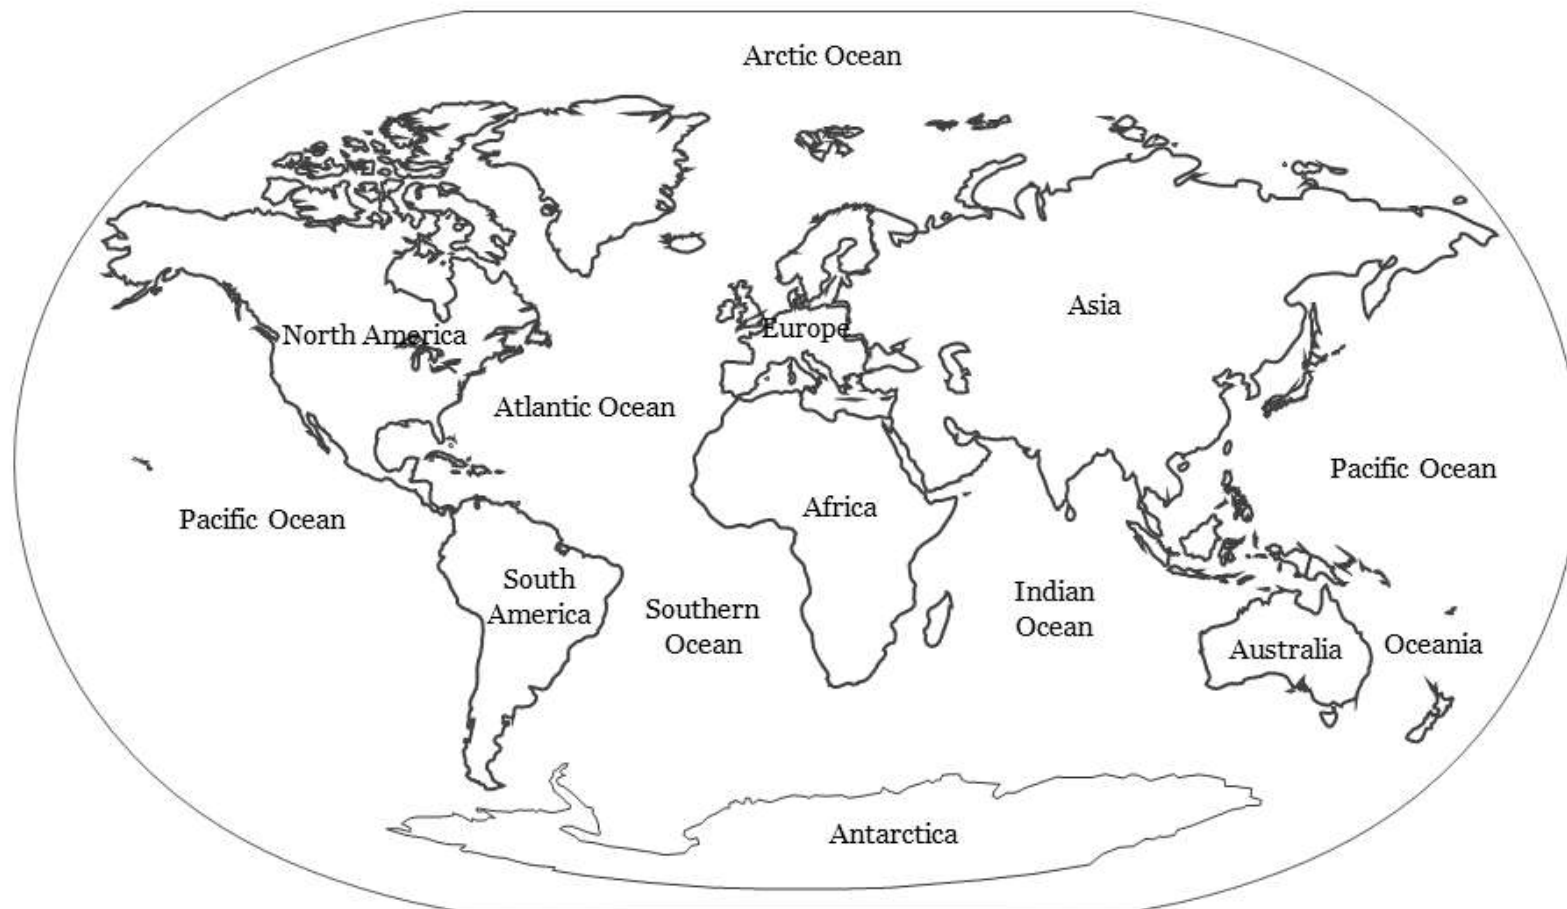 Arctic Ocean
Asia
Europe
North America
Atlantic Ocean
Pacific Ocean
Africa
Pacific Ocean
South
America
Southern
Ocean
Indian
Ocean
Australia
Oceania
Antarctica